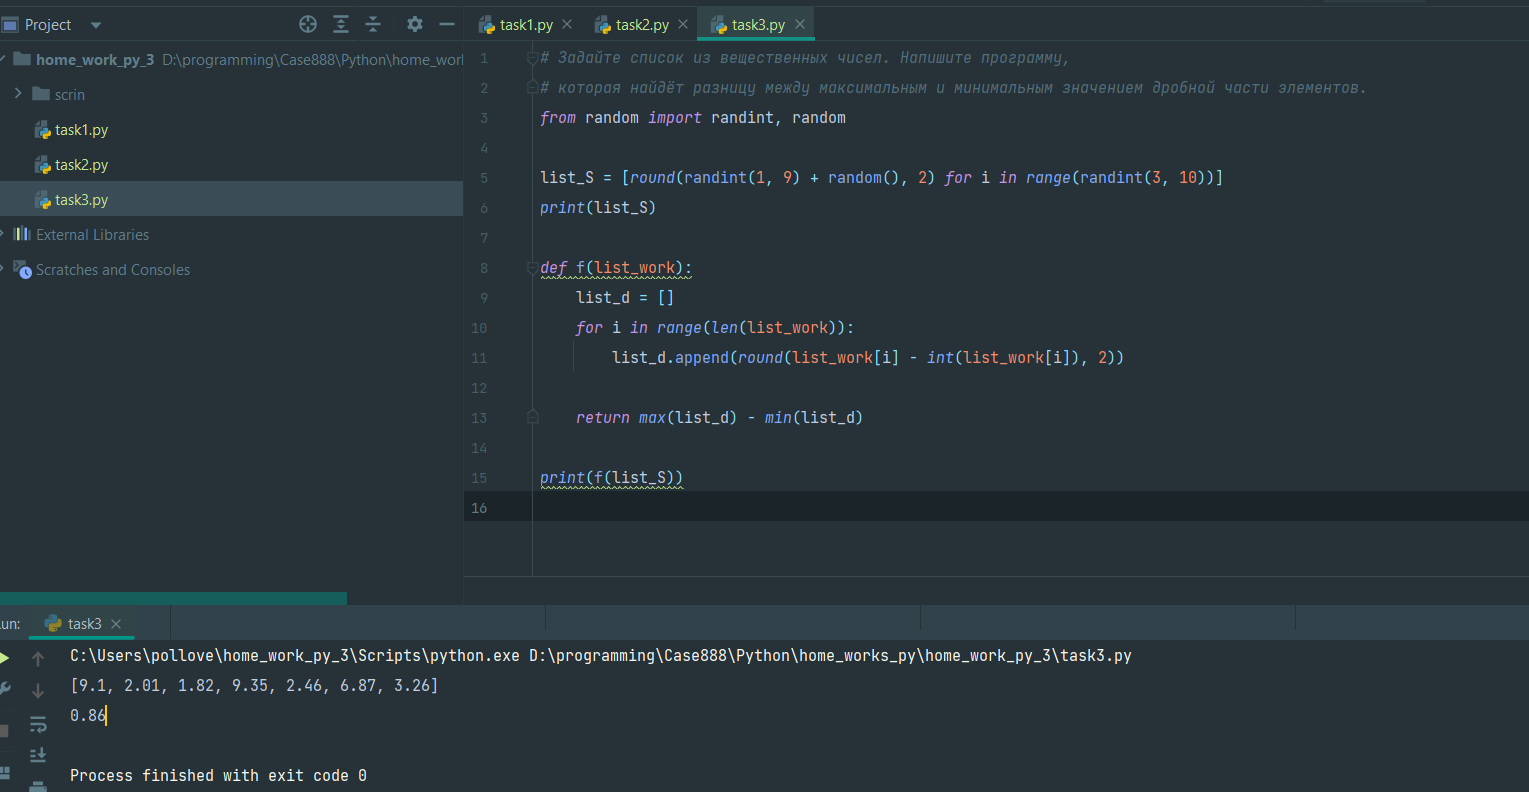 Project
task1.py
task2.py
task3.py
home_work_py_3 D:\programming\Case888\Python\home_worl
scrin
task1.py
task2.py
task3.py
External Libraries
Scratches and Consoles
1 # Задайте список из вещественных чисел. Напишите программу,
2 # которая найдёт разницу между максимальным и минимальным значением дробной части элементов.
3 from random import randint, random
4
5 list_S = [round(randint(1, 9) + random(), 2) for i in range(randint(3, 10))]
6 print(list_S)
7
8 def f(list_work):
9     list_d = []
10     for i in range(len(list_work)):
11         list_d.append(round(list_work[i] - int(list_work[i]), 2))
12
13     return max(list_d) - min(list_d)
14
15 print(f(list_S))
16
un:
task3
C:\Users\pollove\home_work_py_3\Scripts\python.exe D:\programming\Case888\Python\home_works_py\home_work_py_3\task3.py
[9.1, 2.01, 1.82, 9.35, 2.46, 6.87, 3.26]
0.86
Process finished with exit code 0